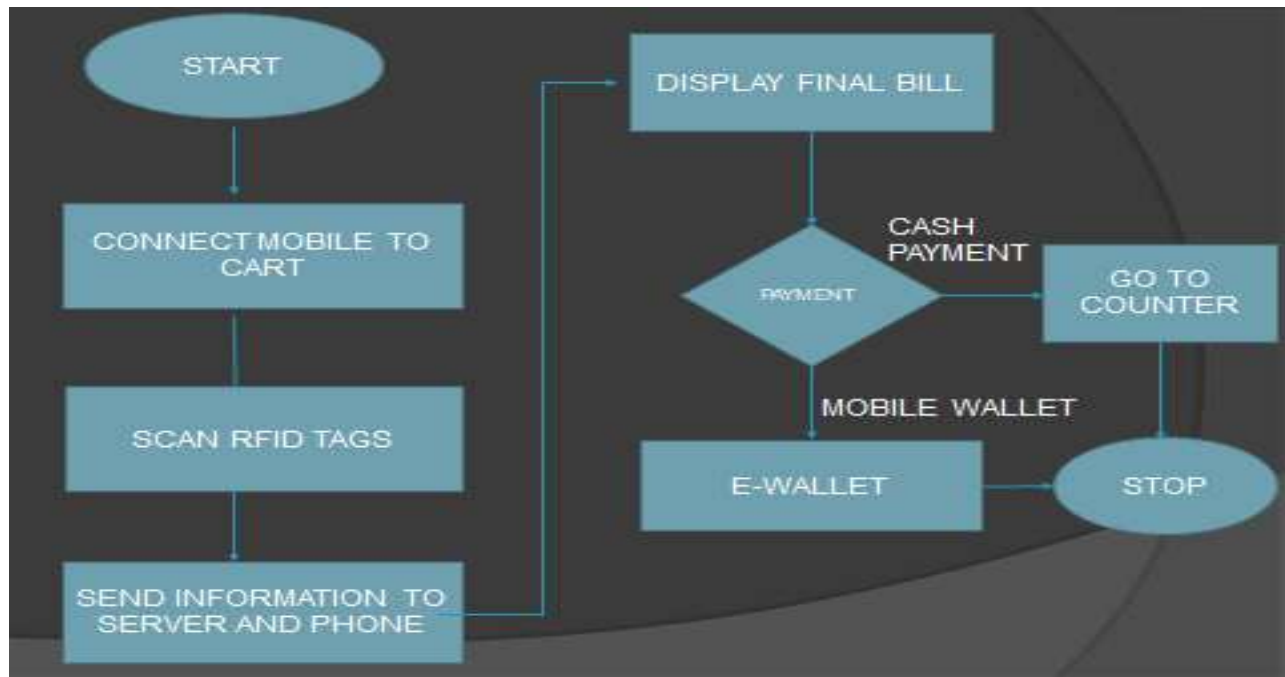 START
CONNECT MOBILE TO
CART
SCAN RFID TAGS
SEND INFORMATION TO
SERVER AND PHONE
DISPLAY FINAL BILL
PAYMENT
CASH
PAYMENT
GO TO
COUNTER
MOBILE WALLET
E-WALLET
STOP